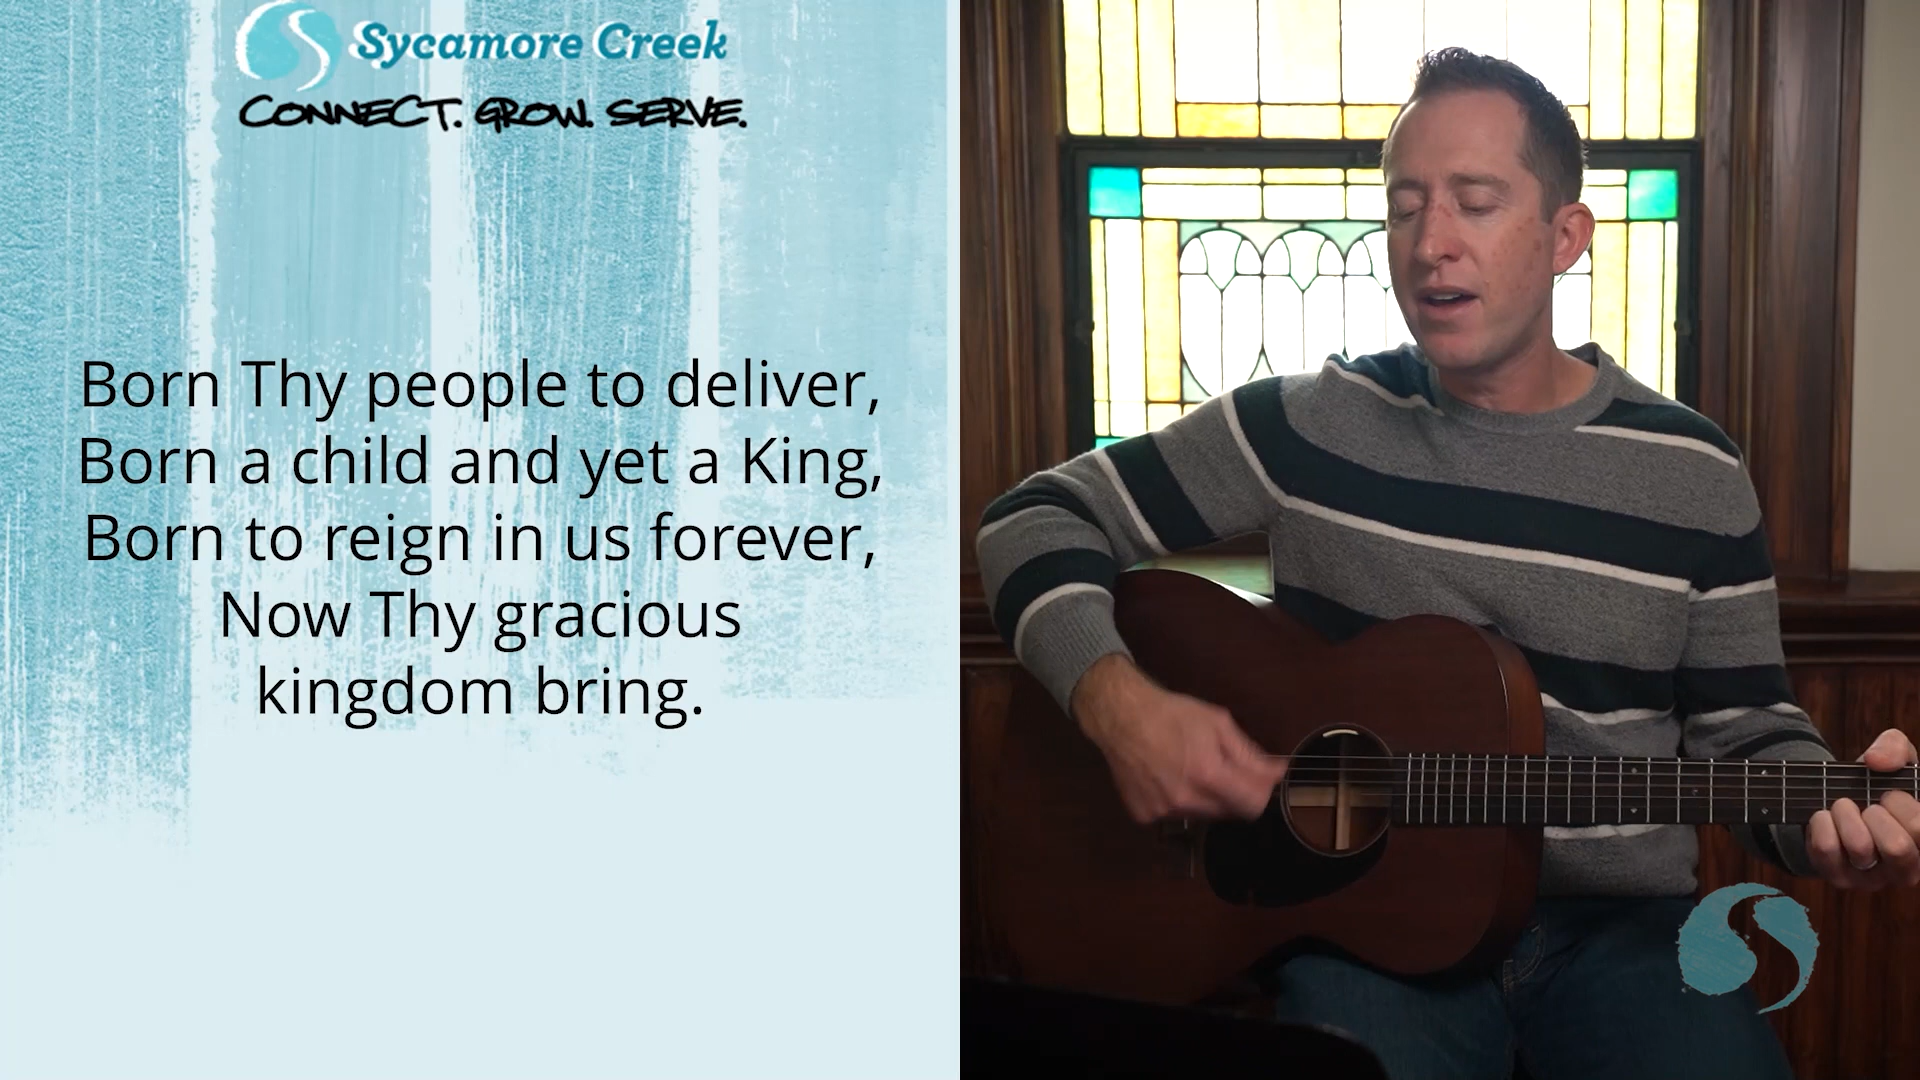 Sycamore Creek
CONNECT. GROW. SERVE.
Born Thy people to deliver,
Born a child and yet a King,
Born to reign in us forever,
Now Thy gracious
kingdom bring.